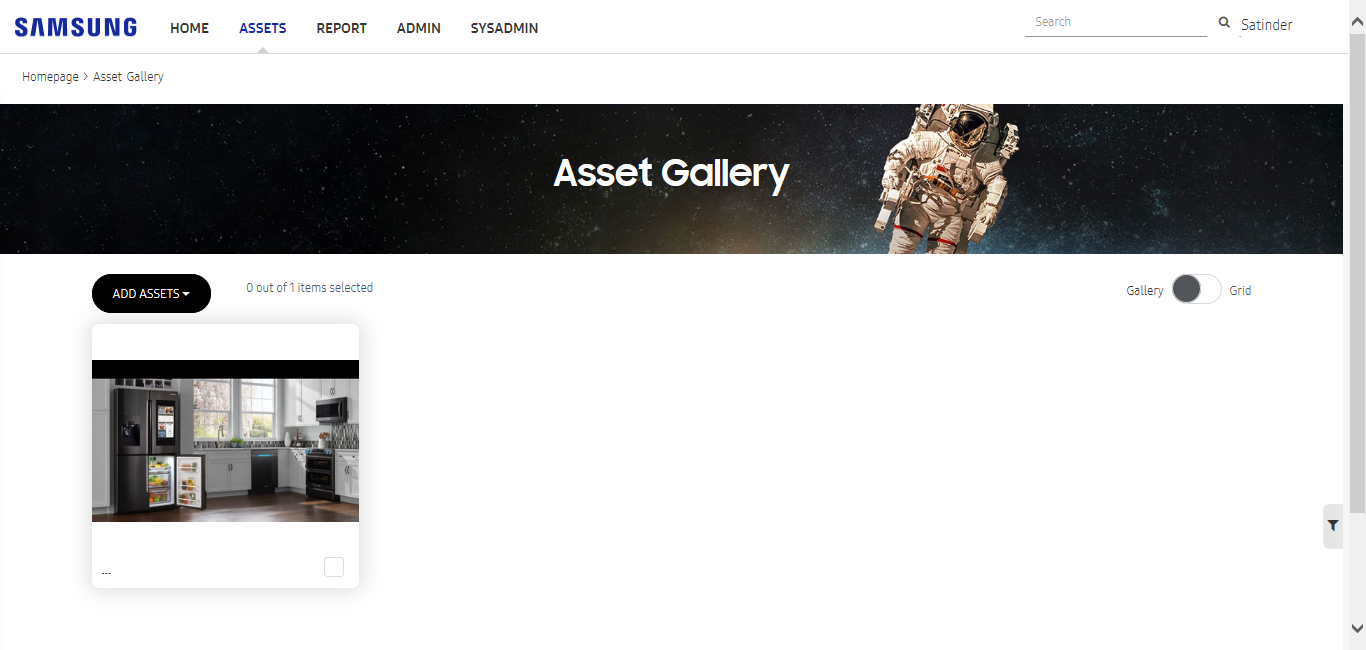 SAMSUNG HOME ASSETS REPORT ADMIN SYSADMIN Search Satinder
Homepage > Asset Gallery
Asset Gallery
ADD ASSETS 0 out of 1 items selected Gallery Grid
...